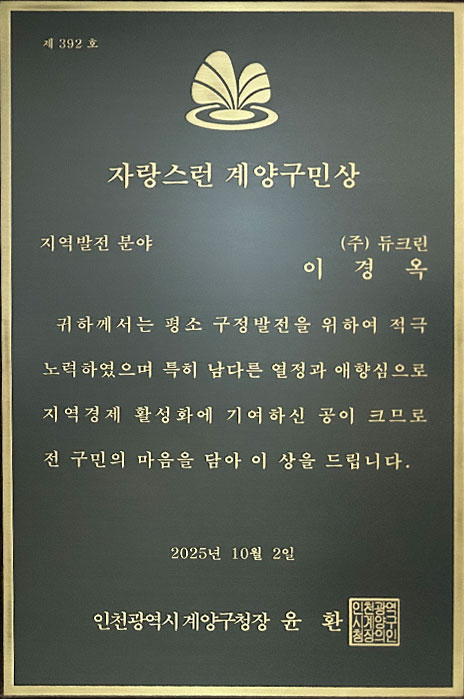 제 392 호
자랑스런 계양구민상
지역발전 분야
(주) 듀크린
이 경 옥
귀하께서는 평소 구정발전을 위하여 적극
노력하였으며 특히 남다른 열정과 애향심으로
지역경제 활성화에 기여하신 공이 크므로
전 구민의 마음을 담아 이 상을 드립니다.
2025년 10월 2일
인천광역시계양구청장 윤 환
인천광역
시계양구
청장의인